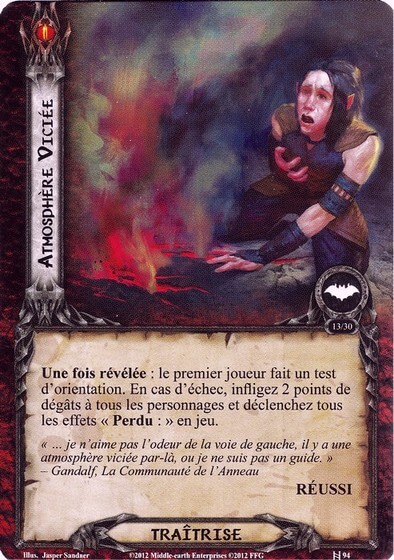 ATMOSPHÈRE VICIÉE
13/30
Une fois révélée : le premier joueur fait un test
d'orientation. En cas d'échec, infligez 2 points de
dégâts à tous les personnages et déclenchez tous
les effets « Perdu : » en jeu.
« ... je n'aime pas l'odeur de la voie de gauche, il y a une
atmosphère viciée par-là, ou je ne suis pas un guide. »
– Gandalf, La Communauté de l'Anneau
RÉUSSI
TRAÎTRISE
Illus. Jasper Sandner ©2012 Middle-earth Enterprises ©2012 FFG 94